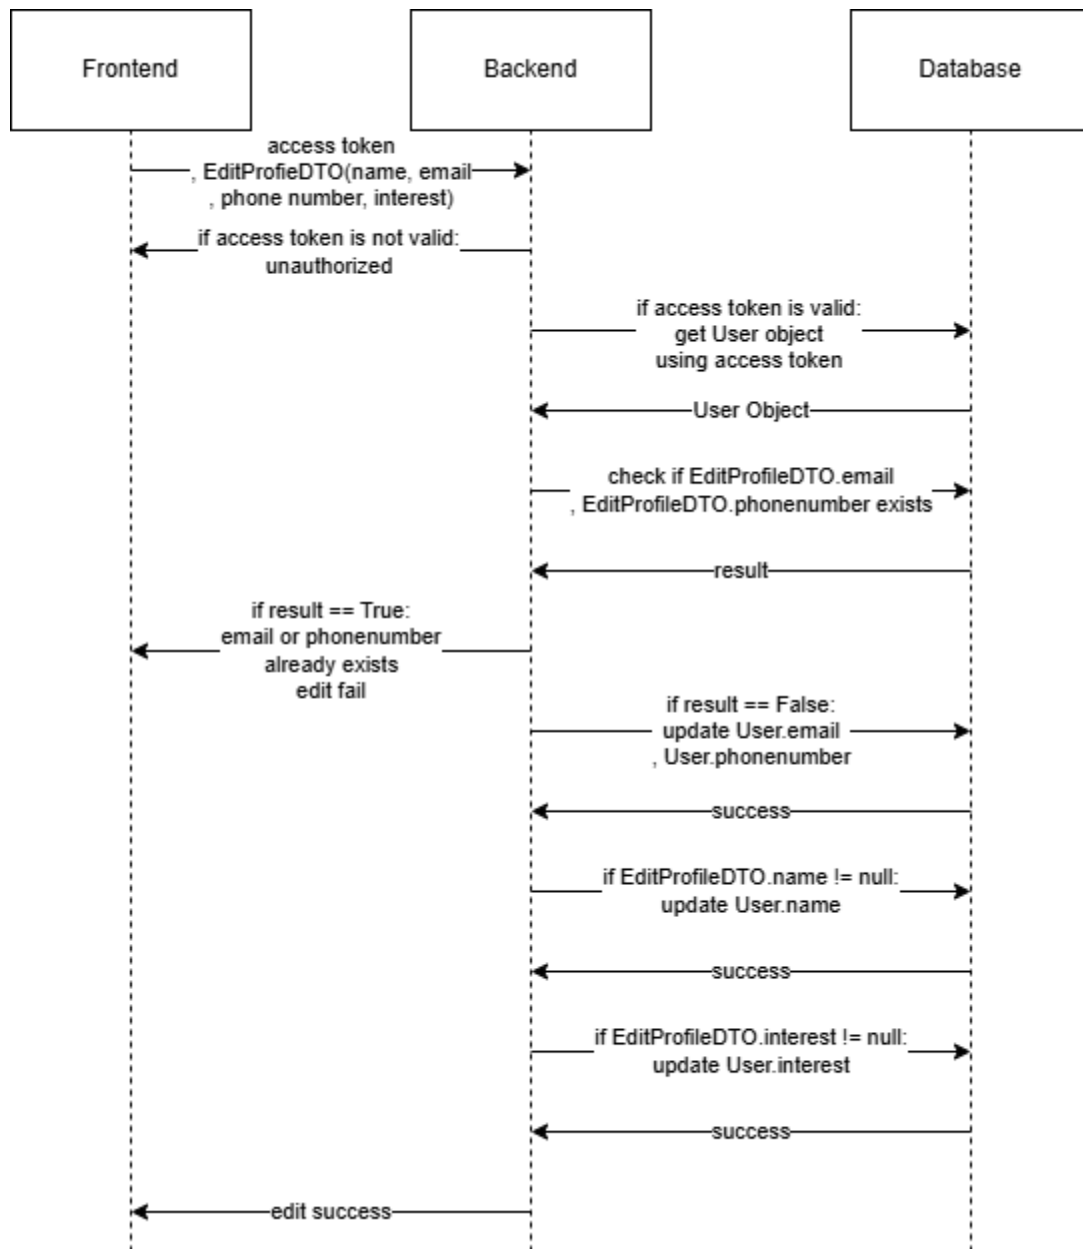 Frontend
Backend
Database
access token
, EditProfieDTO(name, email
, phone number, interest)
if access token is not valid:
unauthorized
if access token is valid:
get User object
using access token
User Object
check if EditProfileDTO.email
, EditProfileDTO.phonenumber exists
result
if result == True:
email or phonenumber
already exists
edit fail
if result == False:
update User.email
, User.phonenumber
success
if EditProfileDTO.name != null:
update User.name
success
if EditProfileDTO.interest != null:
update User.interest
success
edit success